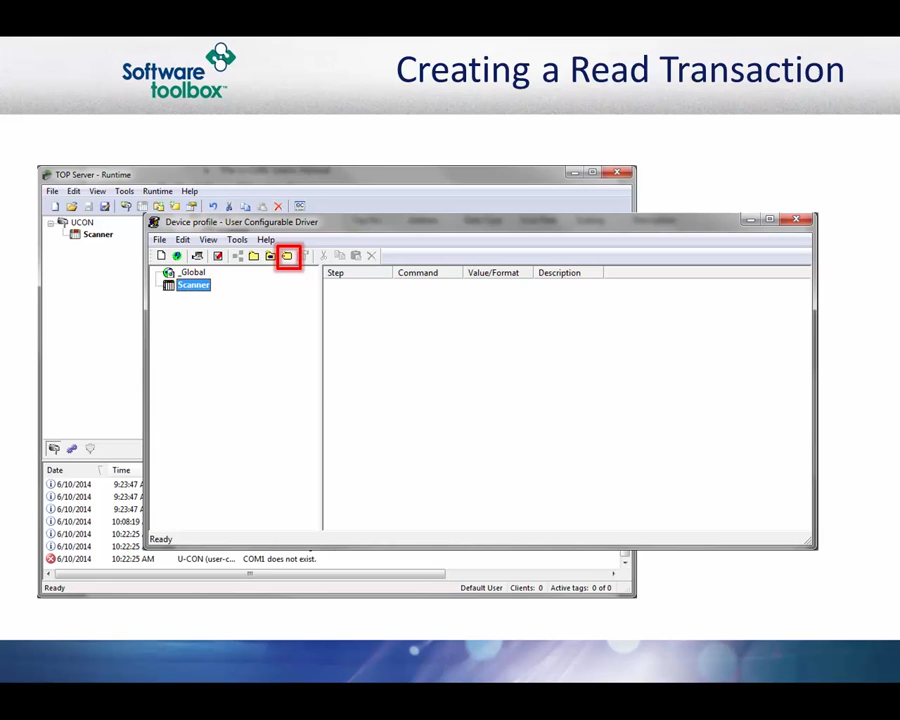 Software
toolbox
Creating a Read Transaction
TOP Server - Runtime
File Edit View Tools Runtime Help
UCON
Scanner
Device profile - User Configurable Driver
File Edit View Tools Help
_Global
Scanner
Step Command Value/Format Description
Ready
Date Time
6/10/2014 9:23:47
6/10/2014 9:23:47
6/10/2014 9:23:47
6/10/2014 10:08:19
6/10/2014 10:22:25
6/10/2014 10:22:25
6/10/2014 10:22:25 AM U-CON (user-c... COM1 does not exist.
Ready Default User Clients: 0 Active tags: 0 of 0